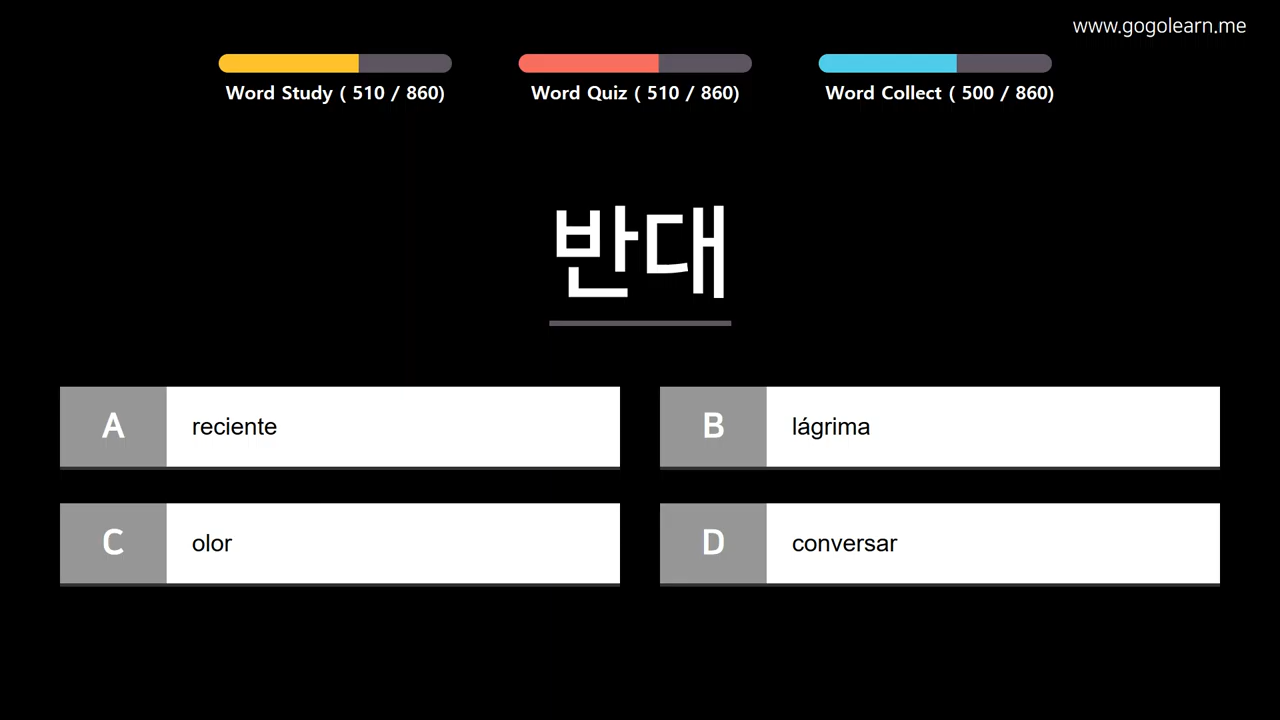 www.gogolearn.me
Word Study ( 510 / 860)
Word Quiz ( 510 / 860)
Word Collect ( 500 / 860)
반대
A reciente
B lágrima
C olor
D conversar